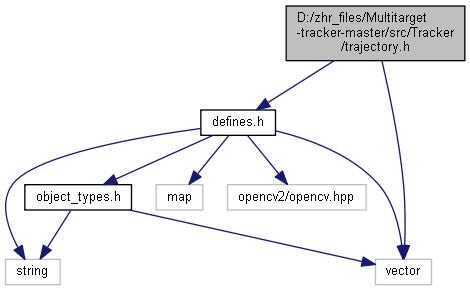 D:/zhr_files/Multitarget
-tracker-master/src/Tracker
/trajectory.h
defines.h
object_types.h
map
opencv2/opencv.hpp
string
vector